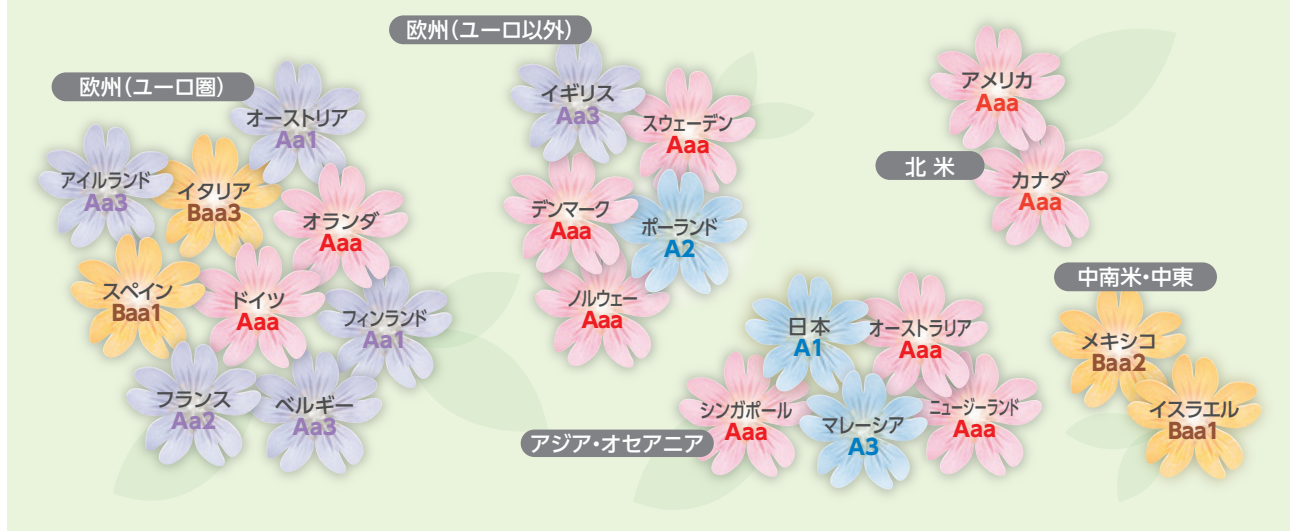 欧州(ユーロ圏)
オーストリア
Aa1
アイルランド
Aa3
イタリア
Baa3
オランダ
Aaa
スペイン
Baa1
ドイツ
Aaa
フィンランド
Aa1
フランス
Aa2
ベルギー
Aa3
欧州(ユーロ以外)
イギリス
Aa3
スウェーデン
Aaa
デンマーク
Aaa
ポーランド
A2
ノルウェー
Aaa
北 米
アメリカ
Aaa
カナダ
Aaa
アジア・オセアニア
日本
A1
オーストラリア
Aaa
シンガポール
Aaa
マレーシア
A3
ニュージーランド
Aaa
中南米・中東
メキシコ
Baa2
イスラエル
Baa1